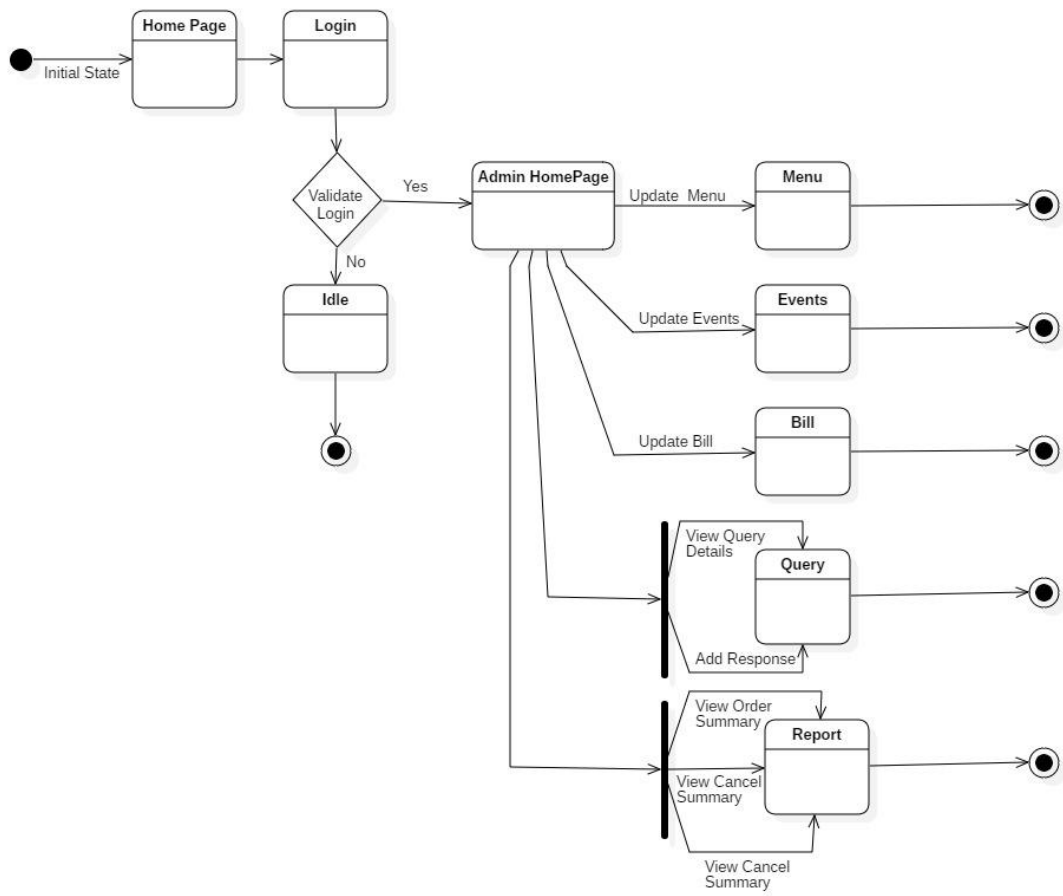 Home Page
Login
Initial State
Validate
Login
Yes
No
Idle
Admin HomePage
Update  Menu
Menu
Update Events
Events
Update Bill
Bill
View Query
Details
Query
Add Response
View Order
Summary
Report
View Cancel
Summary
View Cancel
Summary